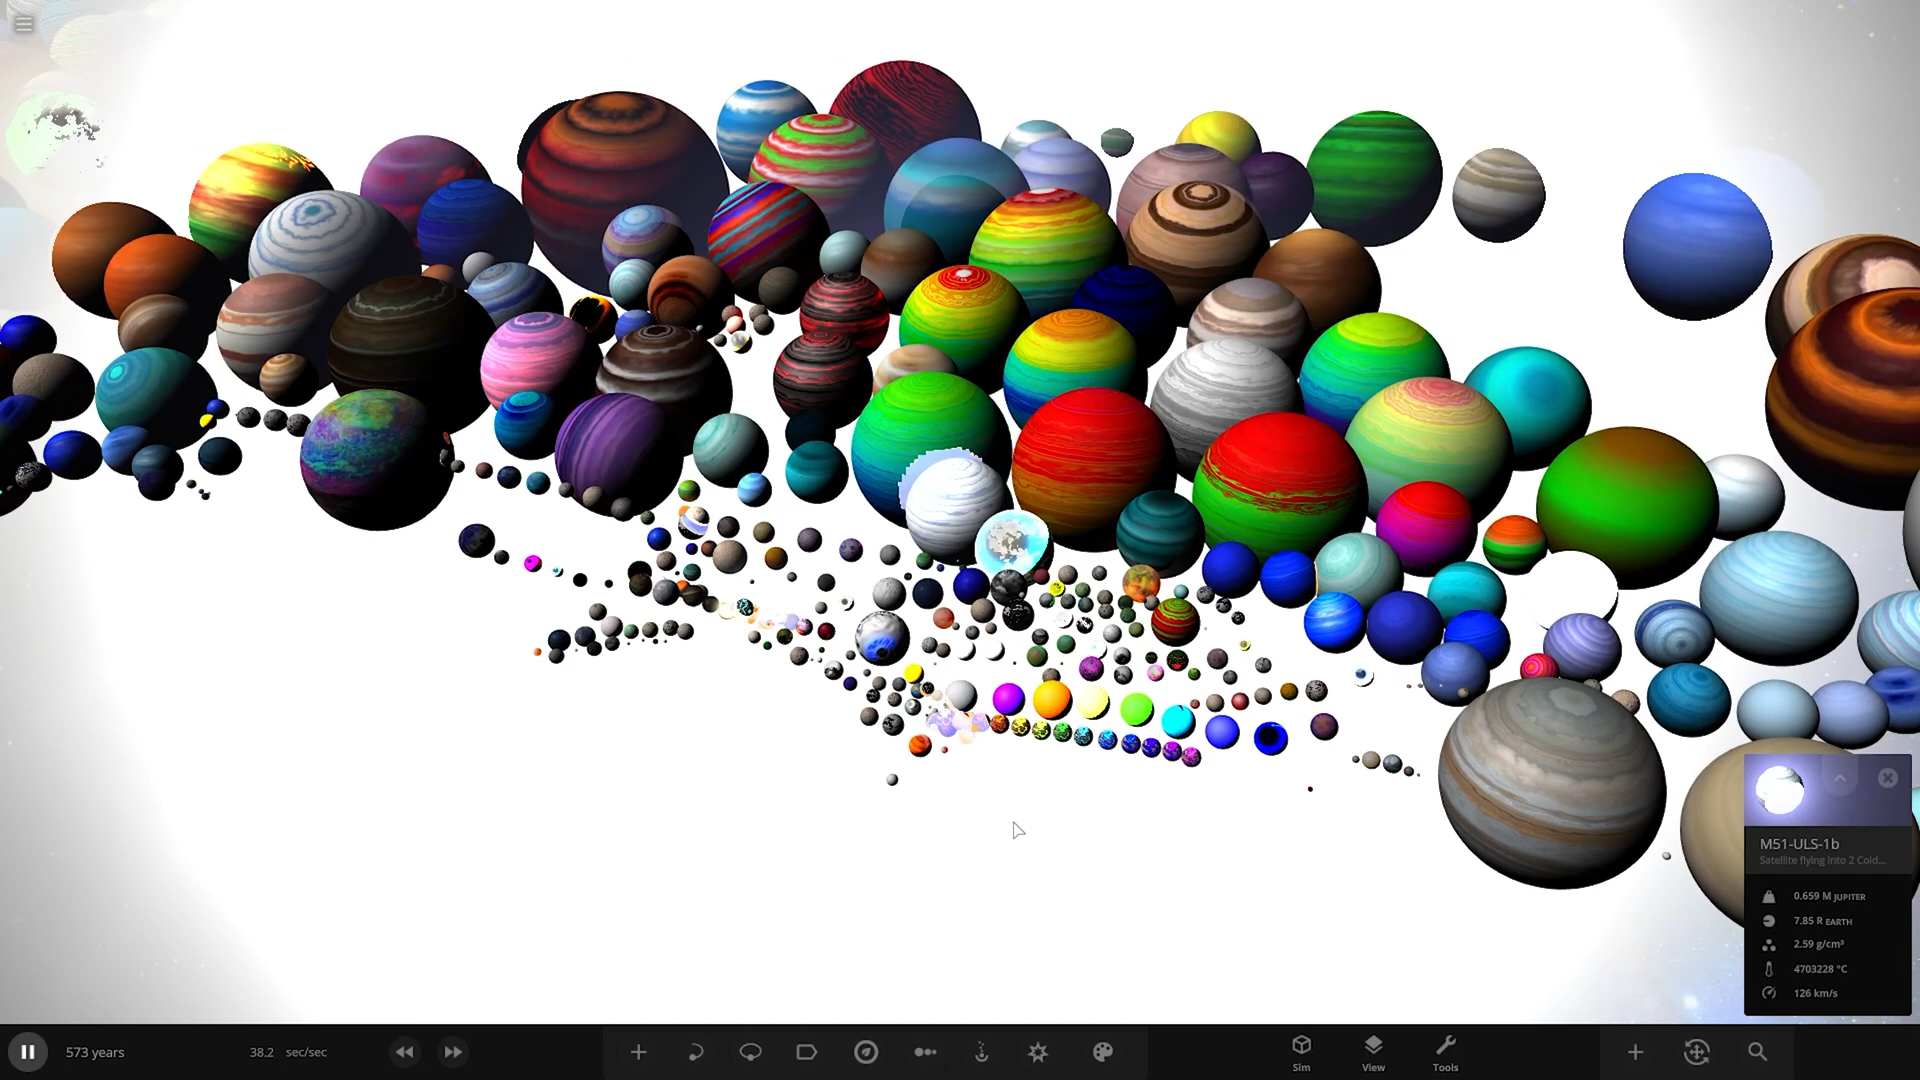 M51-ULS-1b
Satellite flying into 2 Cold...
0.659 M JUPITER
7.85 R EARTH
2.59 g/cm³
4703228 °C
126 km/s
573 years
38.2 sec/sec
Sim
View
Tools